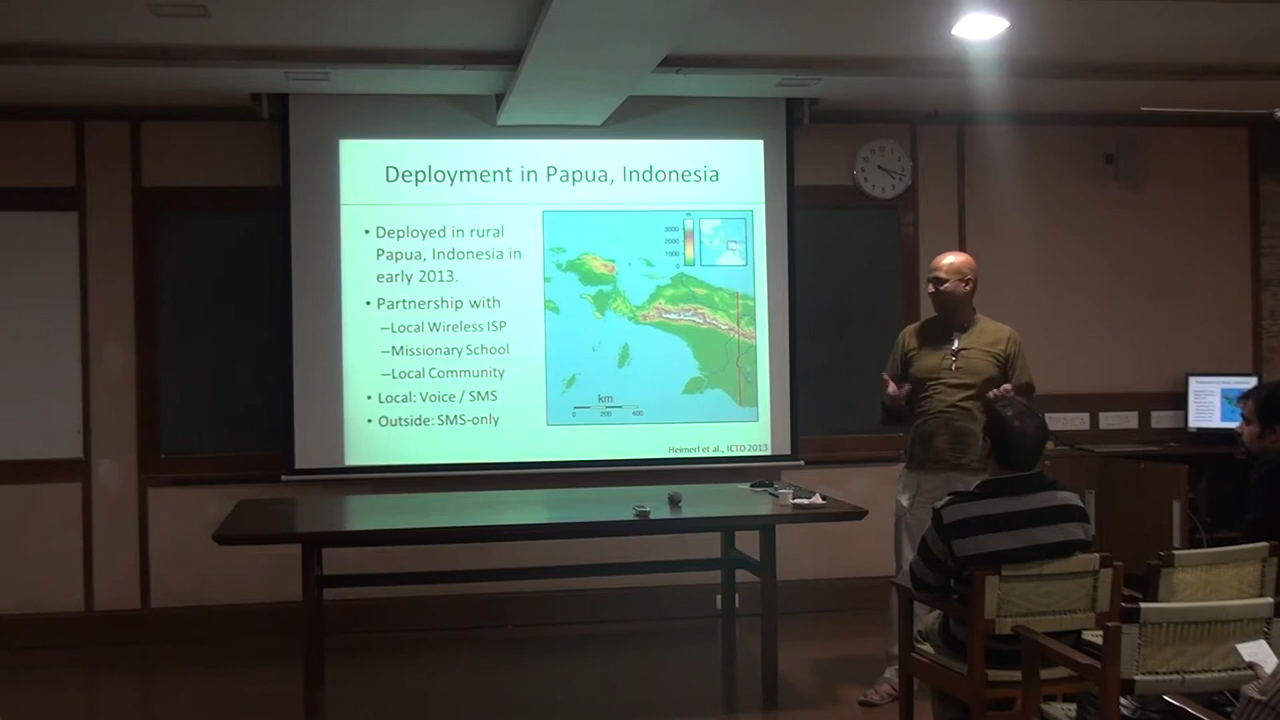 Deployment in Papua, Indonesia
• Deployed in rural
Papua, Indonesia in
early 2013.
• Partnership with
–Local Wireless ISP
–Missionary School
–Local Community
• Local: Voice / SMS
• Outside: SMS-only
m
3000
2000
1000
0
km
0 200 400
Heimerl et al., ICTD 2013